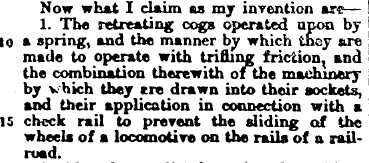 Now what I claim as my invention are—
1. The retreating cogs operated upon by
10 a spring, and the manner by which they are
made to operate with trifling friction, and
the combination therewith of the machinery
by which they are drawn into their sockets,
and their application in connection with a
15 check rail to prevent the sliding of the
wheels of a locomotive on the rails of a rail-
road.